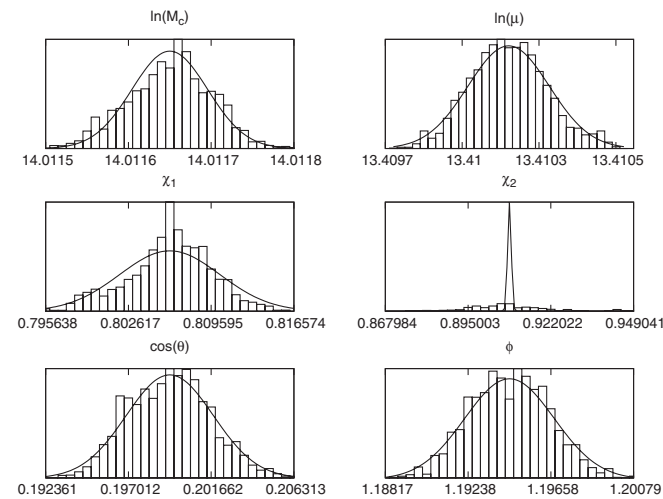 ln(M_c) ln(μ)
14.0115 14.0116 14.0117 14.0118 13.4097 13.41 13.4103 13.4105
χ₁ χ₂
0.795638 0.802617 0.809595 0.816574 0.867984 0.895003 0.922022 0.949041
cos(θ) ϕ
0.192361 0.197012 0.201662 0.206313 1.18817 1.19238 1.19658 1.20079